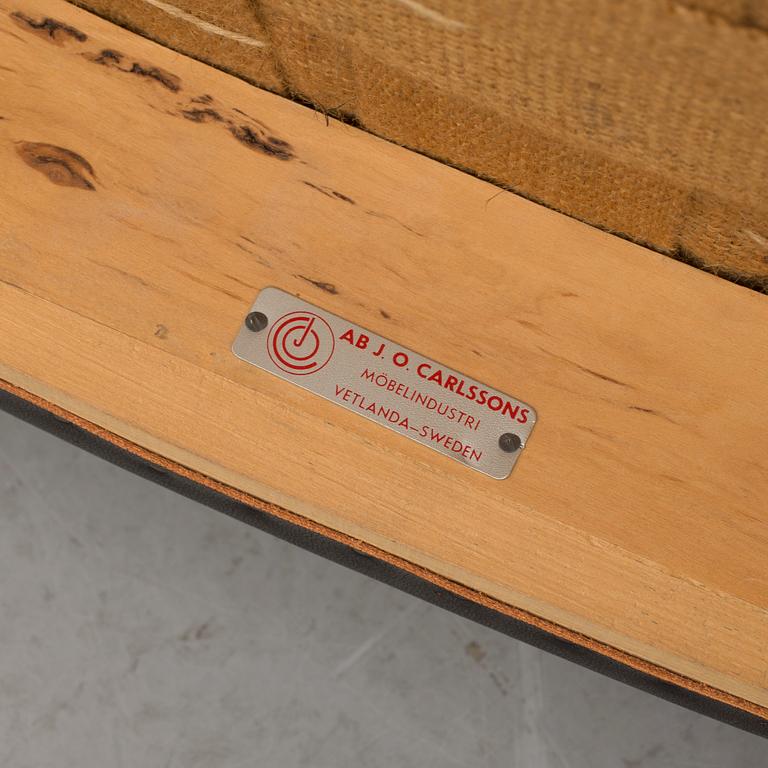 AB J. O. CARLSSONS
MÖBELINDUSTRI
VETLANDA–SWEDEN